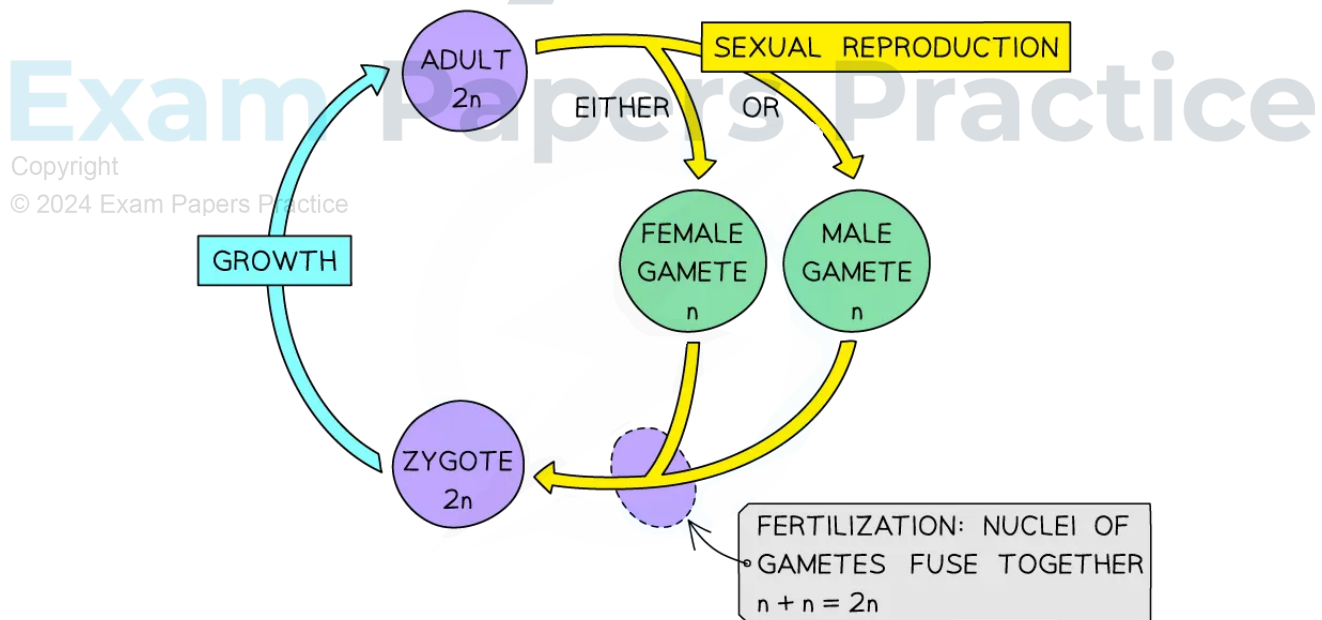 ADULT
2n
SEXUAL REPRODUCTION
EITHER
OR
Exam Papers Practice
Copyright
© 2024 Exam Papers Practice
GROWTH
FEMALE
GAMETE
n
MALE
GAMETE
n
ZYGOTE
2n
FERTILIZATION: NUCLEI OF
GAMETES FUSE TOGETHER
n + n = 2n